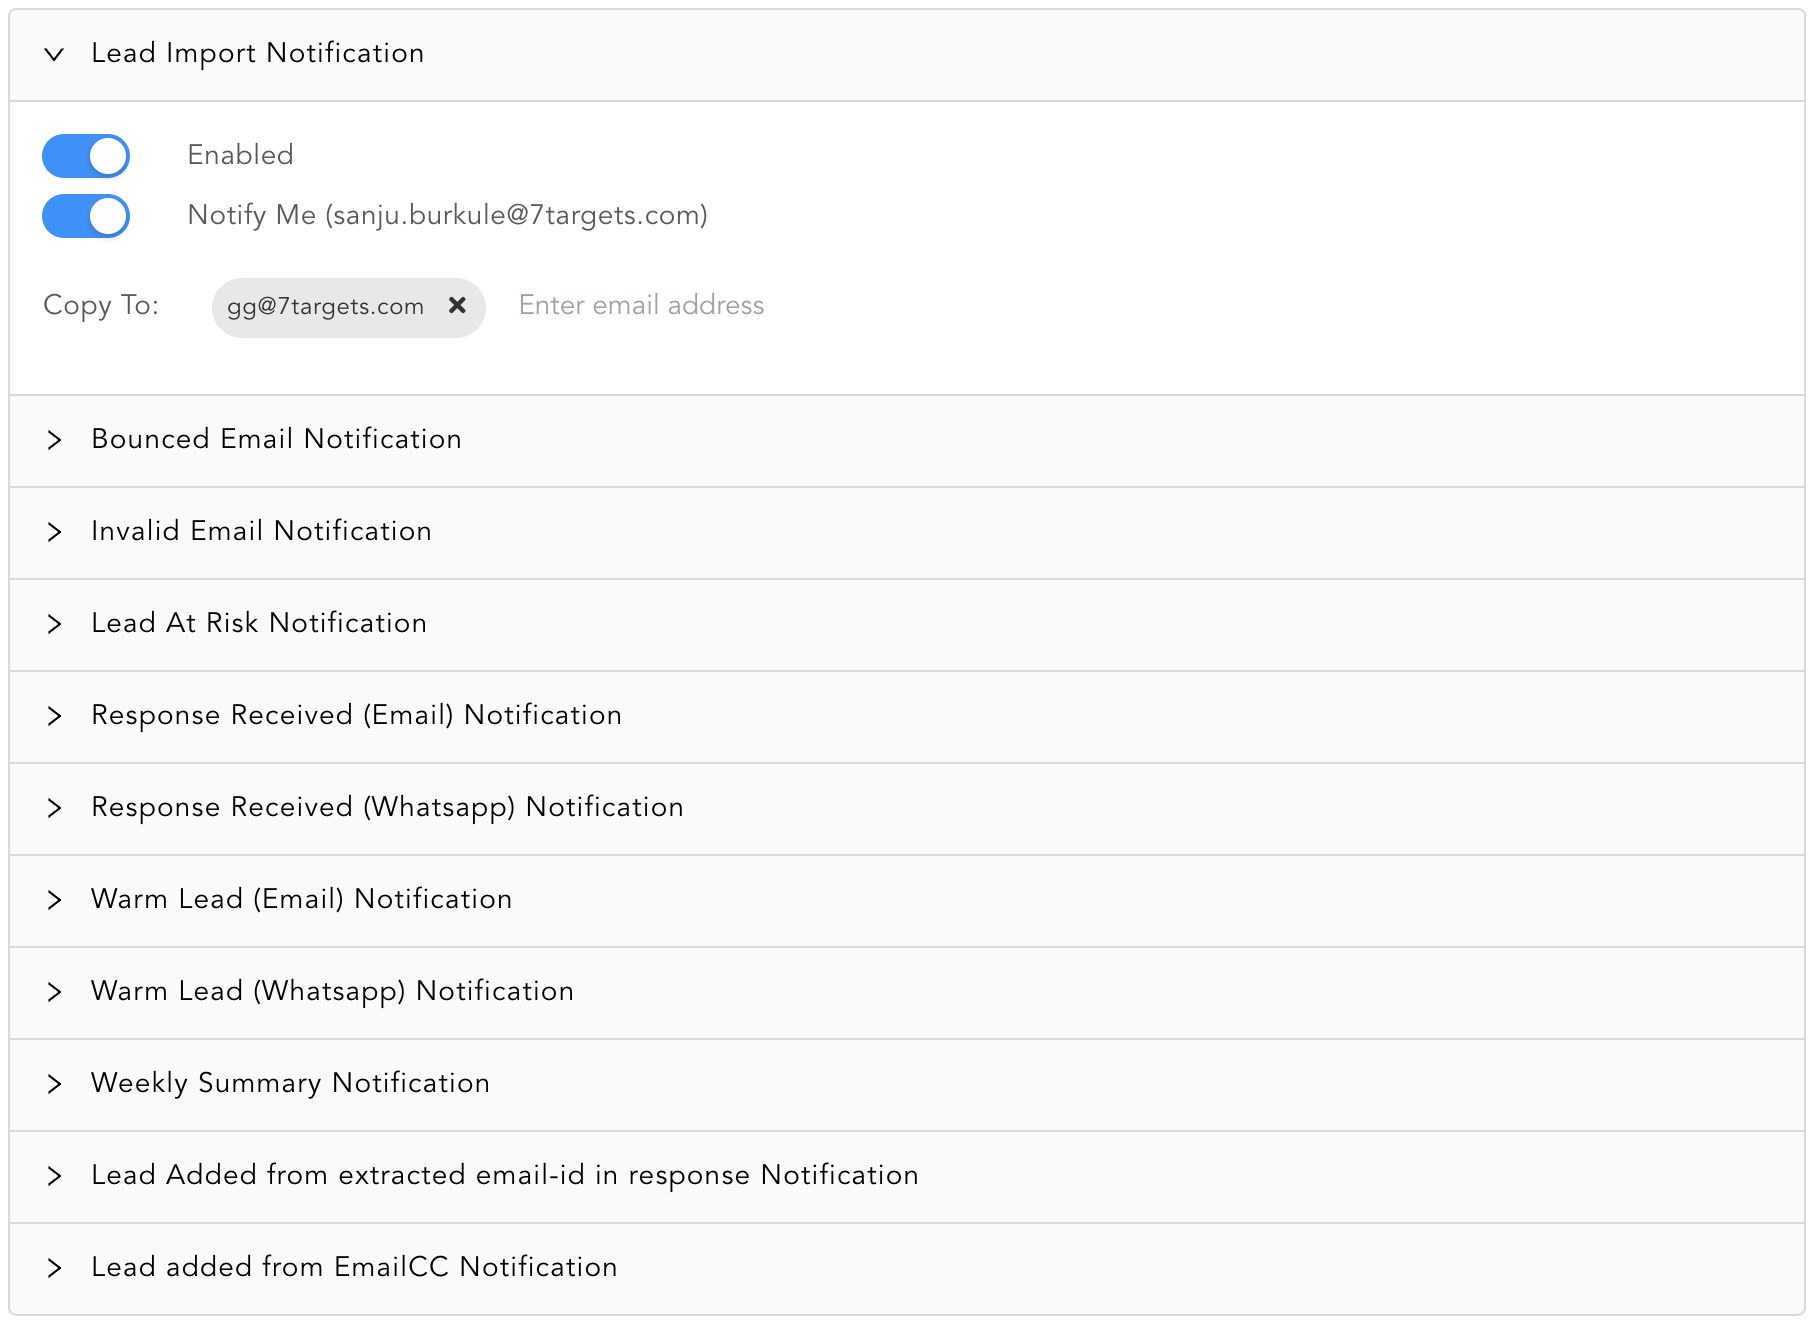 Lead Import Notification
Enabled
Notify Me (sanju.burkule@7targets.com)
Copy To: gg@7targets.com Enter email address
Bounced Email Notification
Invalid Email Notification
Lead At Risk Notification
Response Received (Email) Notification
Response Received (Whatsapp) Notification
Warm Lead (Email) Notification
Warm Lead (Whatsapp) Notification
Weekly Summary Notification
Lead Added from extracted email-id in response Notification
Lead added from EmailCC Notification